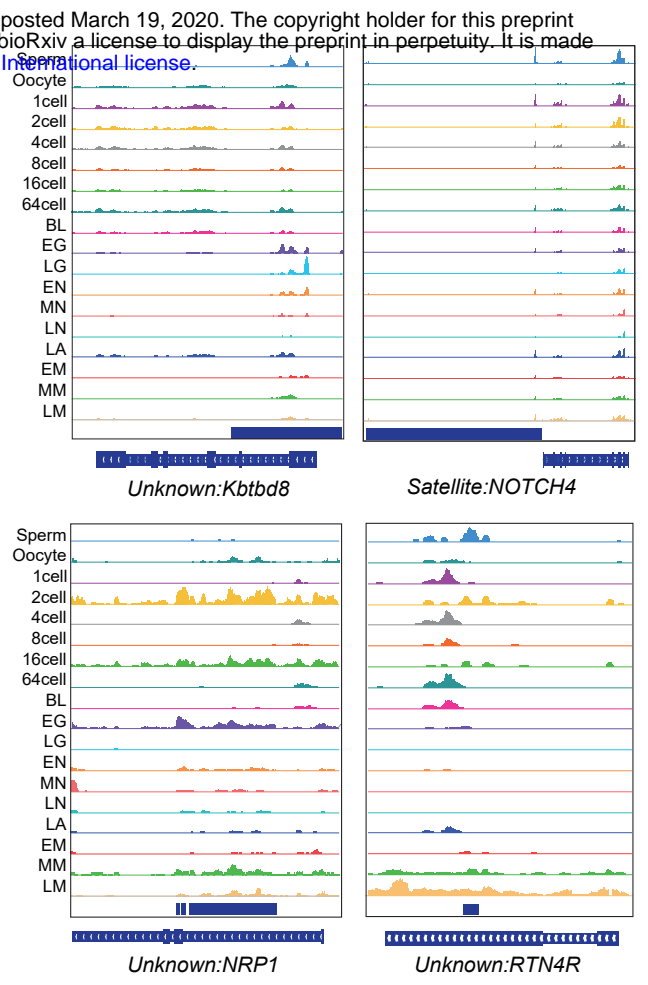 posted March 19, 2020. The copyright holder for this preprint
bioRxiv a license to display the preprint in perpetuity. It is made
International license.
Sperm
Oocyte
1cell
2cell
4cell
8cell
16cell
64cell
BL
EG
LG
EN
MN
LN
LA
EM
MM
LM
Unknown:Kbtbd8
Satellite:NOTCH4
Sperm
Oocyte
1cell
2cell
4cell
8cell
16cell
64cell
BL
EG
LG
EN
MN
LN
LA
EM
MM
LM
Unknown:NRP1
Unknown:RTN4R